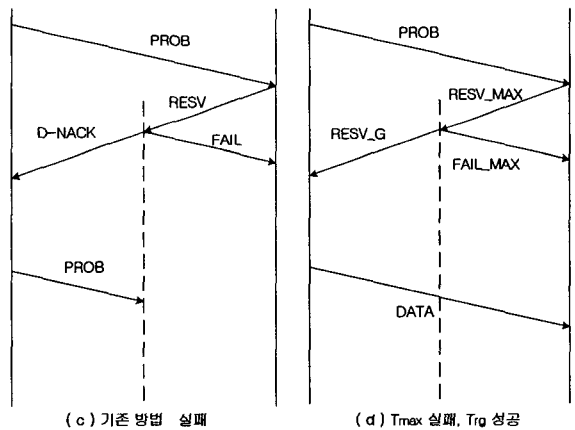 PROB
RESV
D-NACK
FAIL
PROB
( c ) 기존 방법 실패
PROB
RESV_MAX
RESV_G
FAIL_MAX
DATA
( d ) Tmax 실패, Trg 성공